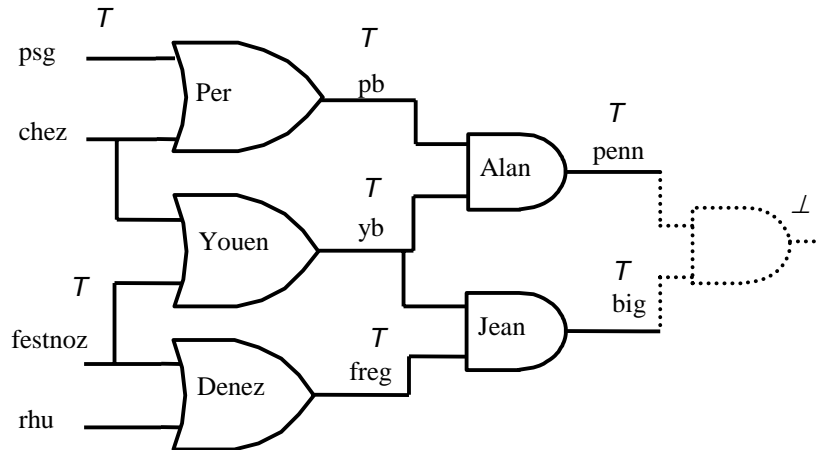 T
psg
Per
T
pb
chez
Alan
T
penn
Youen
T
yb
⊥
T
festnoz
Jean
T
big
Denez
T
freg
rhu